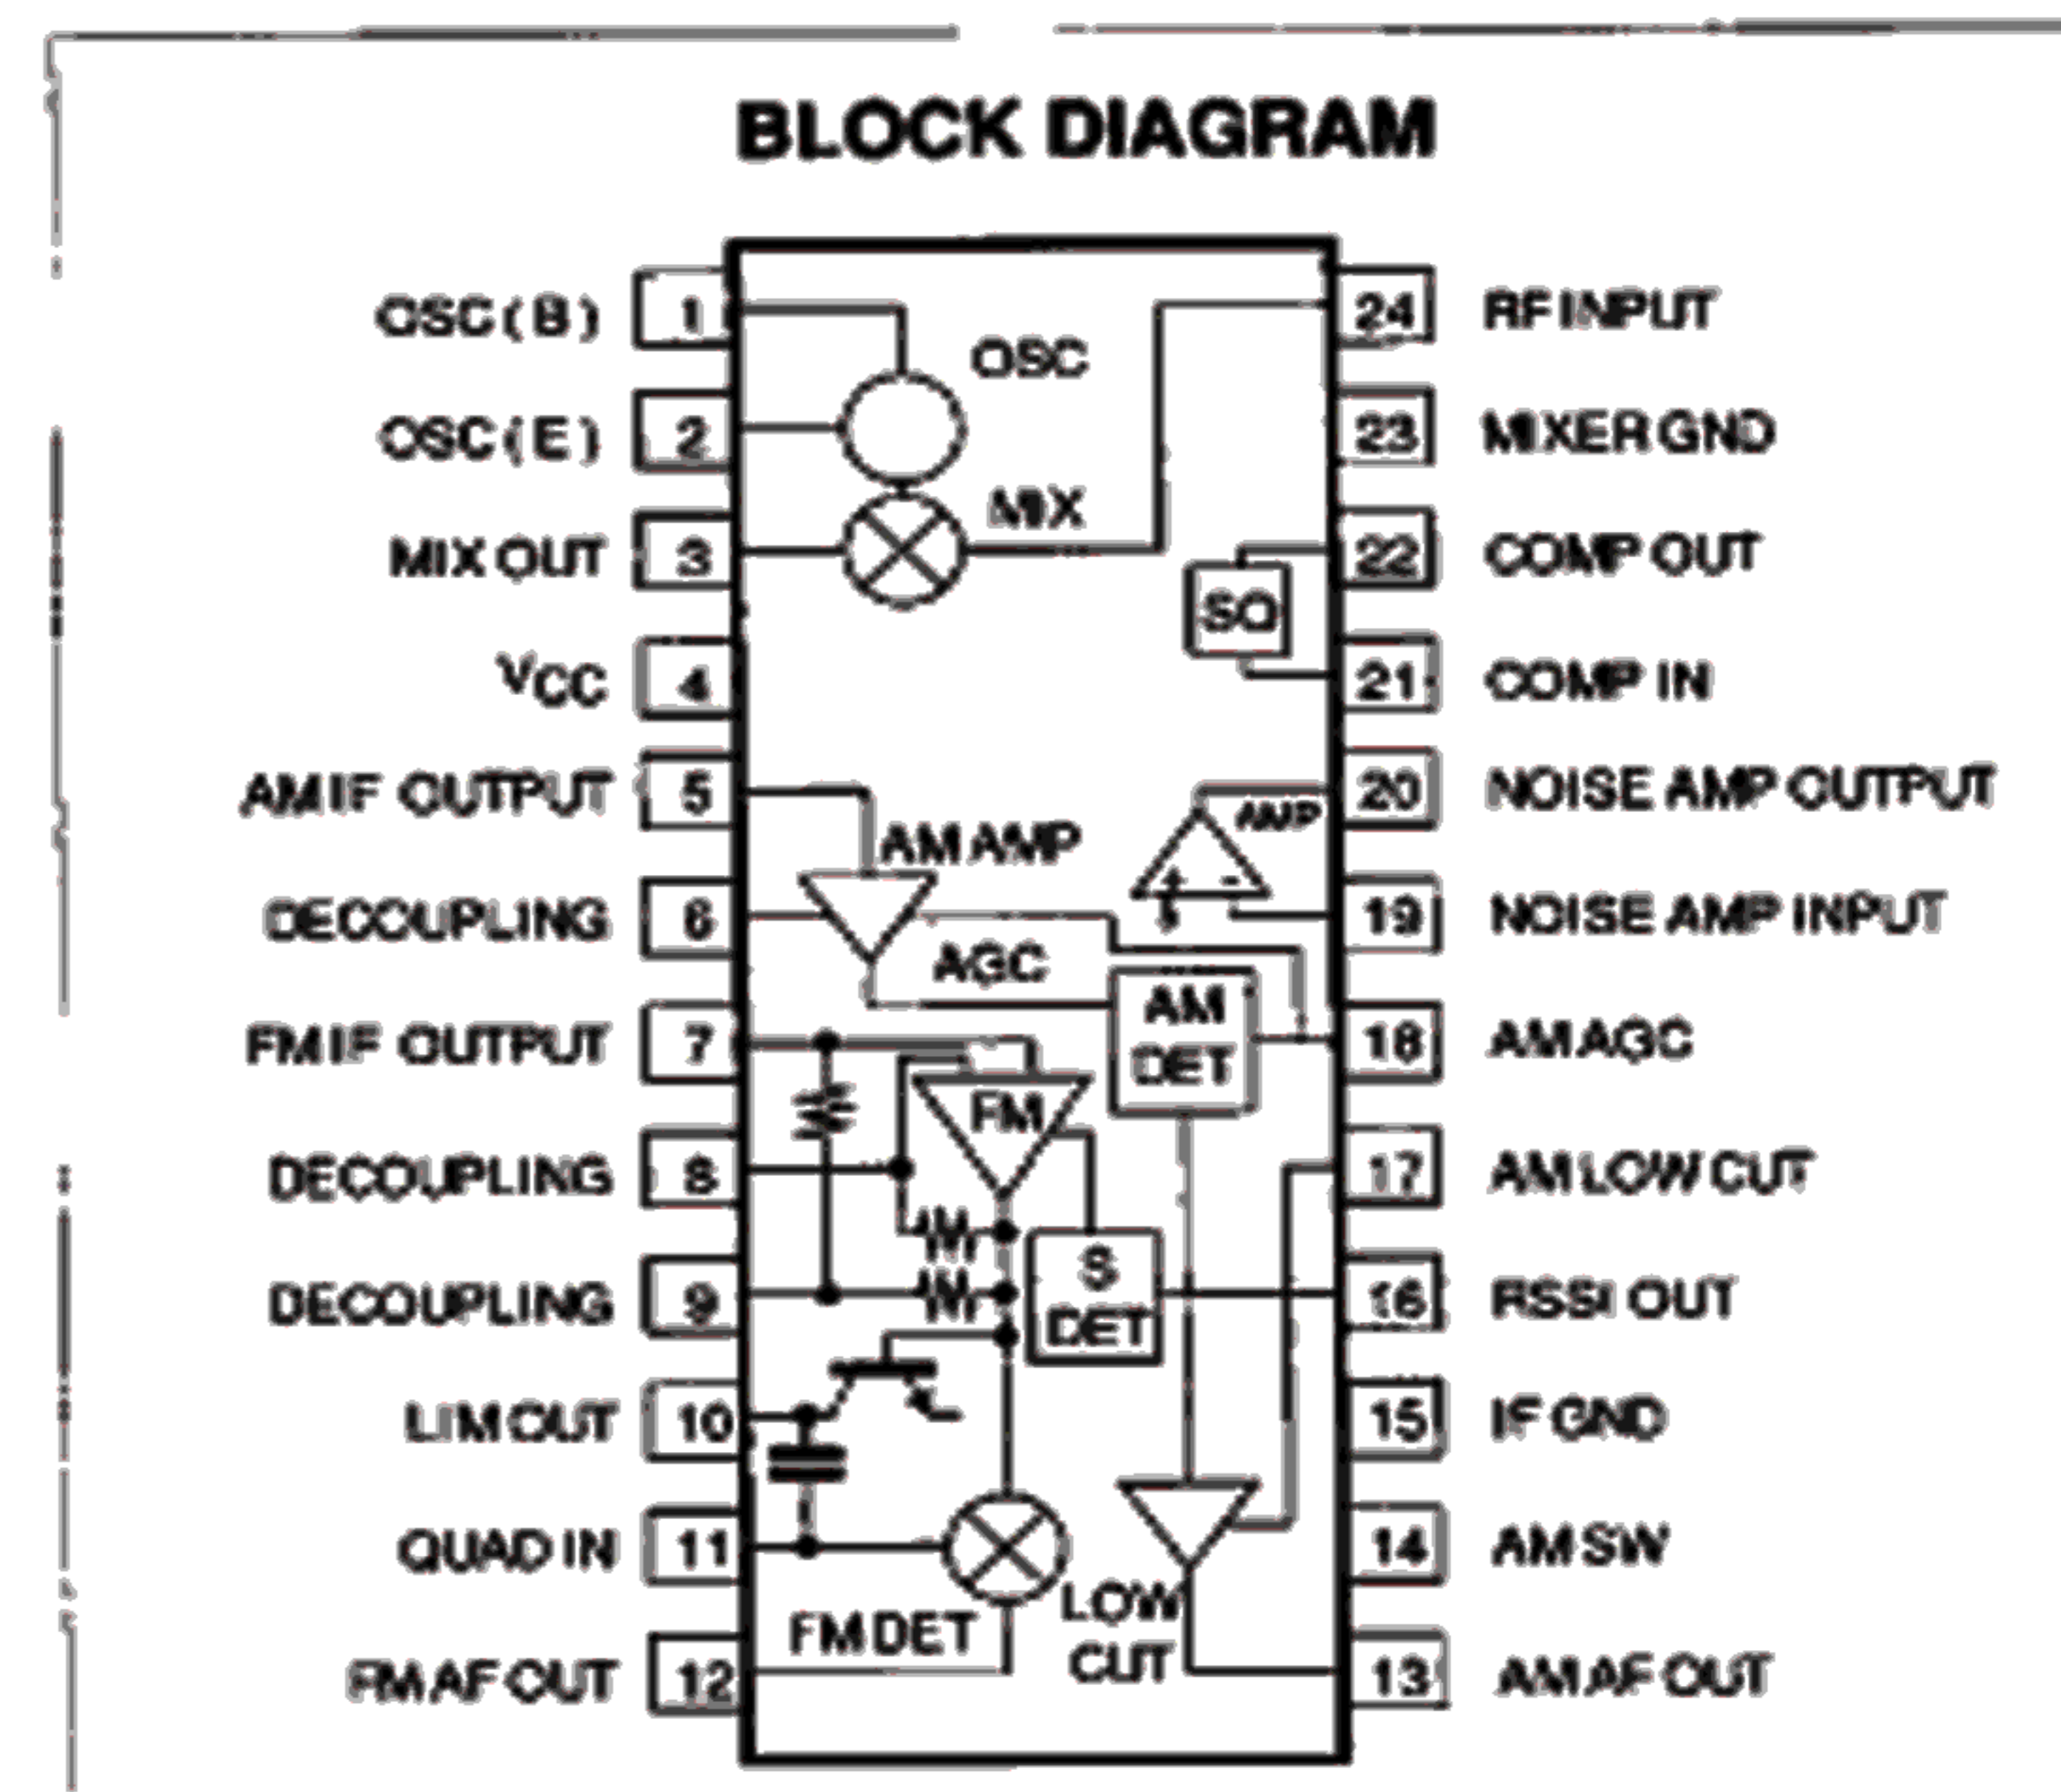 BLOCK DIAGRAM
OSC(B) 1
OSC(E) 2
MIX OUT 3
VCC 4
AM IF OUTPUT 5
DECOUPLING 6
FM IF OUTPUT 7
DECOUPLING 8
DECOUPLING 9
LIM OUT 10
QUAD IN 11
FM AF OUT 12
OSC
MIX
SQ
AMP
+ -
AM AMP
AGC
AM
DET
FM
S
DET
FM DET
LOW
CUT
24 RF INPUT
23 MIXER GND
22 COMP OUT
21 COMP IN
20 NOISE AMP OUTPUT
19 NOISE AMP INPUT
18 AM AGC
17 AM LOW CUT
16 RSSI OUT
15 IF GND
14 AM SW
13 AM AF OUT